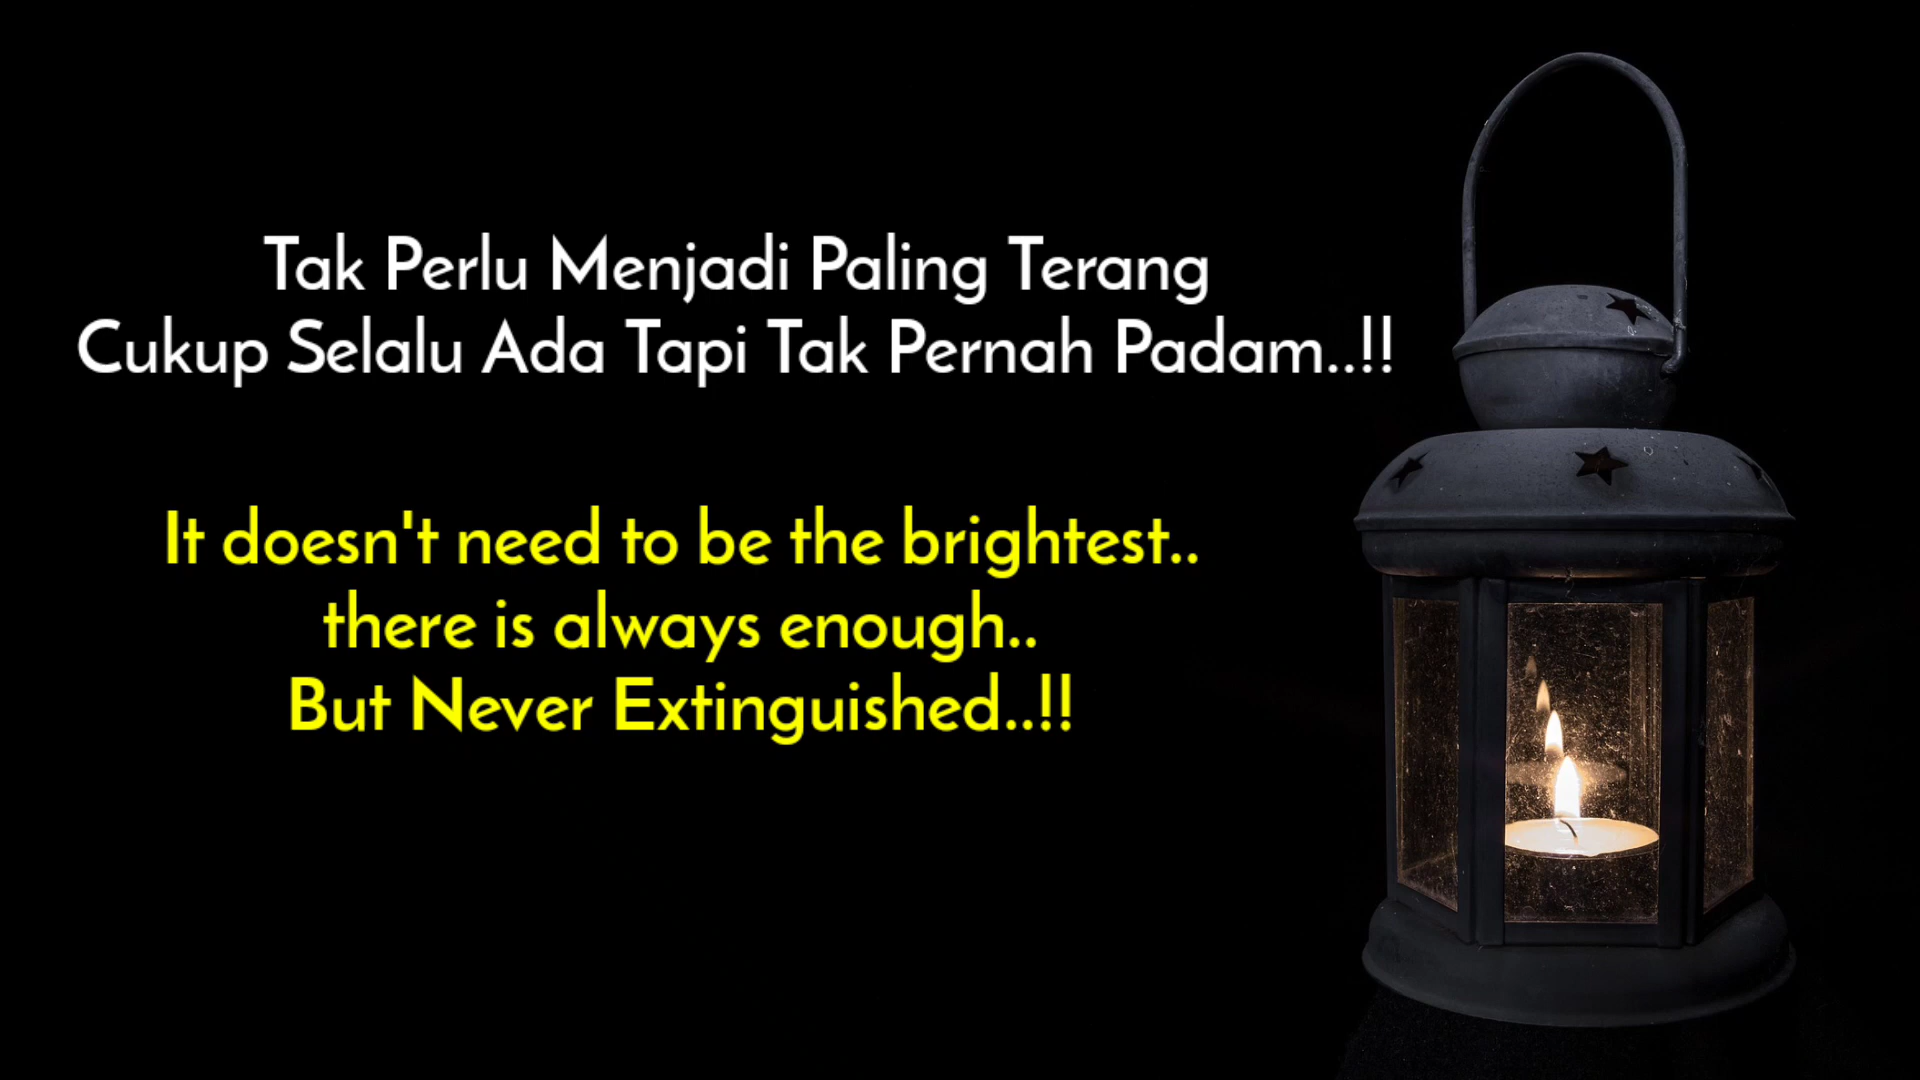 Tak Perlu Menjadi Paling Terang
Cukup Selalu Ada Tapi Tak Pernah Padam..!!
It doesn't need to be the brightest..
there is always enough..
But Never Extinguished..!!